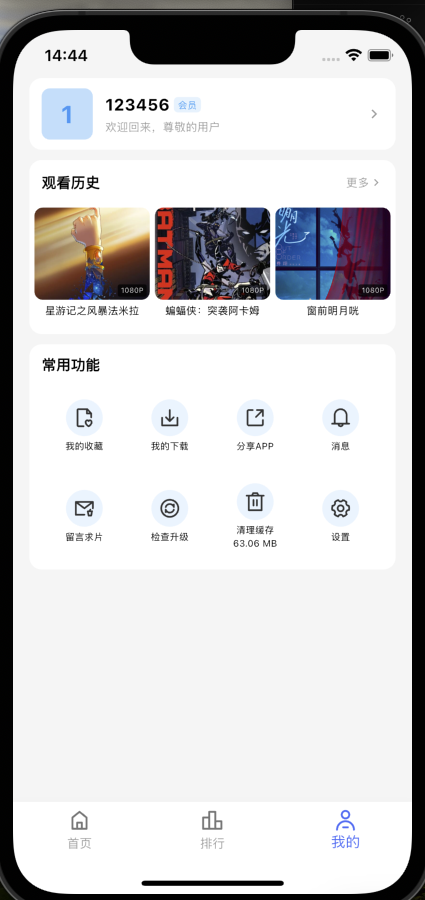 14:44
1
123456 会员
欢迎回来，尊敬的用户
观看历史
更多
明
光
BATMAN
1080P
1080P
1080P
星游记之风暴法米拉
蝙蝠侠：突袭阿卡姆
窗前明月咣
常用功能
我的收藏
我的下载
分享APP
消息
留言求片
检查升级
清理缓存
63.06 MB
设置
首页
排行
我的